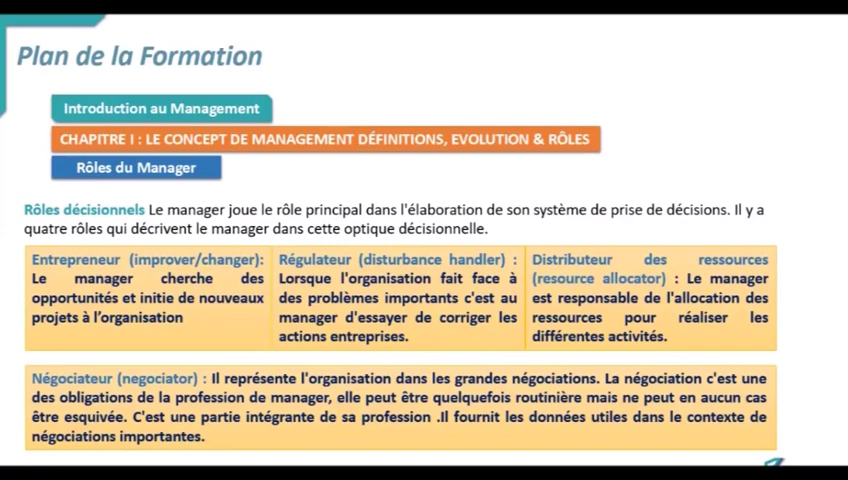 Plan de la Formation
Introduction au Management
CHAPITRE I : LE CONCEPT DE MANAGEMENT DÉFINITIONS, EVOLUTION & RÔLES
Rôles du Manager
Rôles décisionnels Le manager joue le rôle principal dans l'élaboration de son système de prise de décisions. Il y a
quatre rôles qui décrivent le manager dans cette optique décisionnelle.
Entrepreneur (improver/changer):
Le manager cherche des
opportunités et initie de nouveaux
projets à l'organisation
Régulateur (disturbance handler) :
Lorsque l'organisation fait face à
des problèmes importants c'est au
manager d'essayer de corriger les
actions entreprises.
Distributeur des ressources
(resource allocator) : Le manager
est responsable de l'allocation des
ressources pour réaliser les
différentes activités.
Négociateur (negociator) : Il représente l'organisation dans les grandes négociations. La négociation c'est une
des obligations de la profession de manager, elle peut être quelquefois routinière mais ne peut en aucun cas
être esquivée. C'est une partie intégrante de sa profession .Il fournit les données utiles dans le contexte de
négociations importantes.